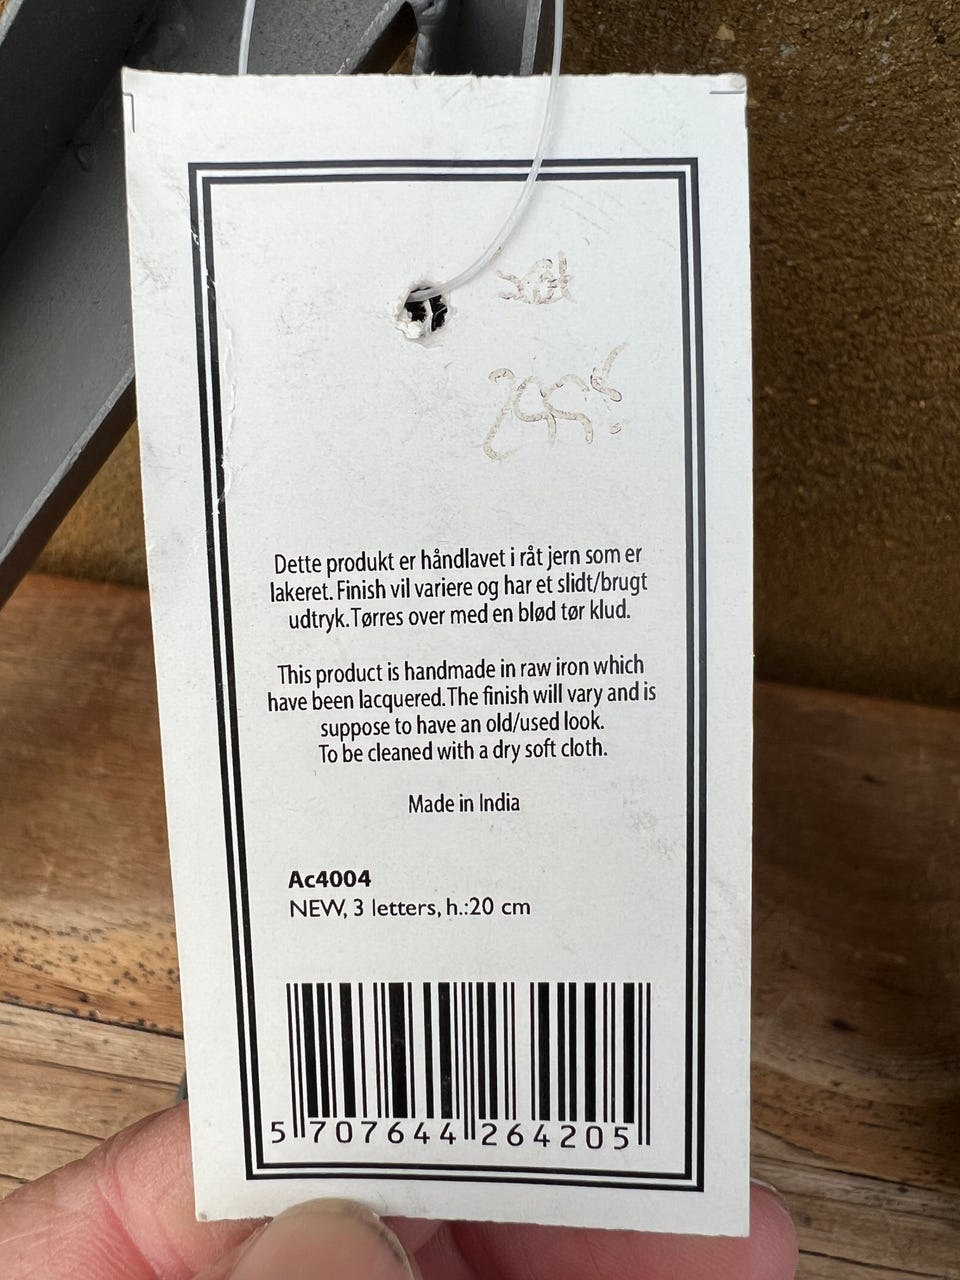 Dette produkt er håndlavet i råt jern som er
lakeret. Finish vil variere og har et slidt/brugt
udtryk. Tørres over med en blød tør klud.
This product is handmade in raw iron which
have been lacquered. The finish will vary and is
suppose to have an old/used look.
To be cleaned with a dry soft cloth.
Made in India
Ac4004
NEW, 3 letters, h.:20 cm
5 707644 264205